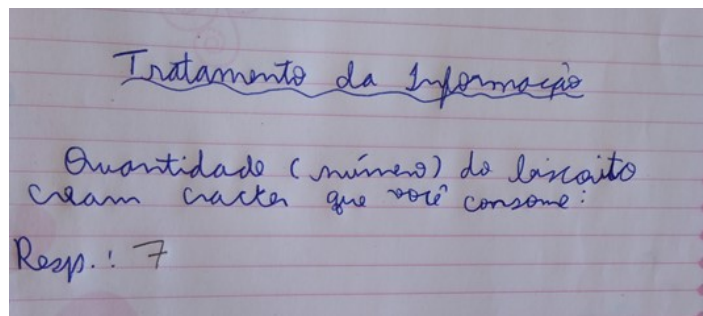 Tratamento da Informação
Quantidade (número) do biscoito
cream cracker que você consome:
Resp.: 7